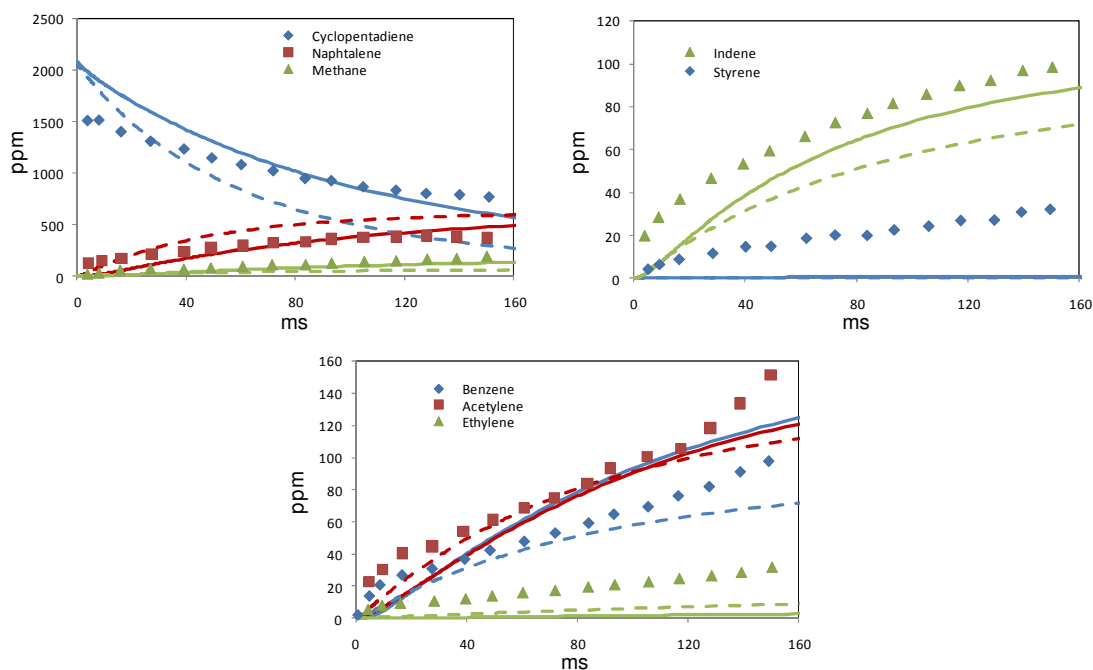 2500
2000
1500
1000
500
0
ppm
Cyclopentadiene
Naphtalene
Methane
0 40 80 120 160
ms
120
100
80
60
40
20
0
ppm
Indene
Styrene
0 40 80 120 160
ms
160
140
120
100
80
60
40
20
0
ppm
Benzene
Acetylene
Ethylene
0 40 80 120 160
ms